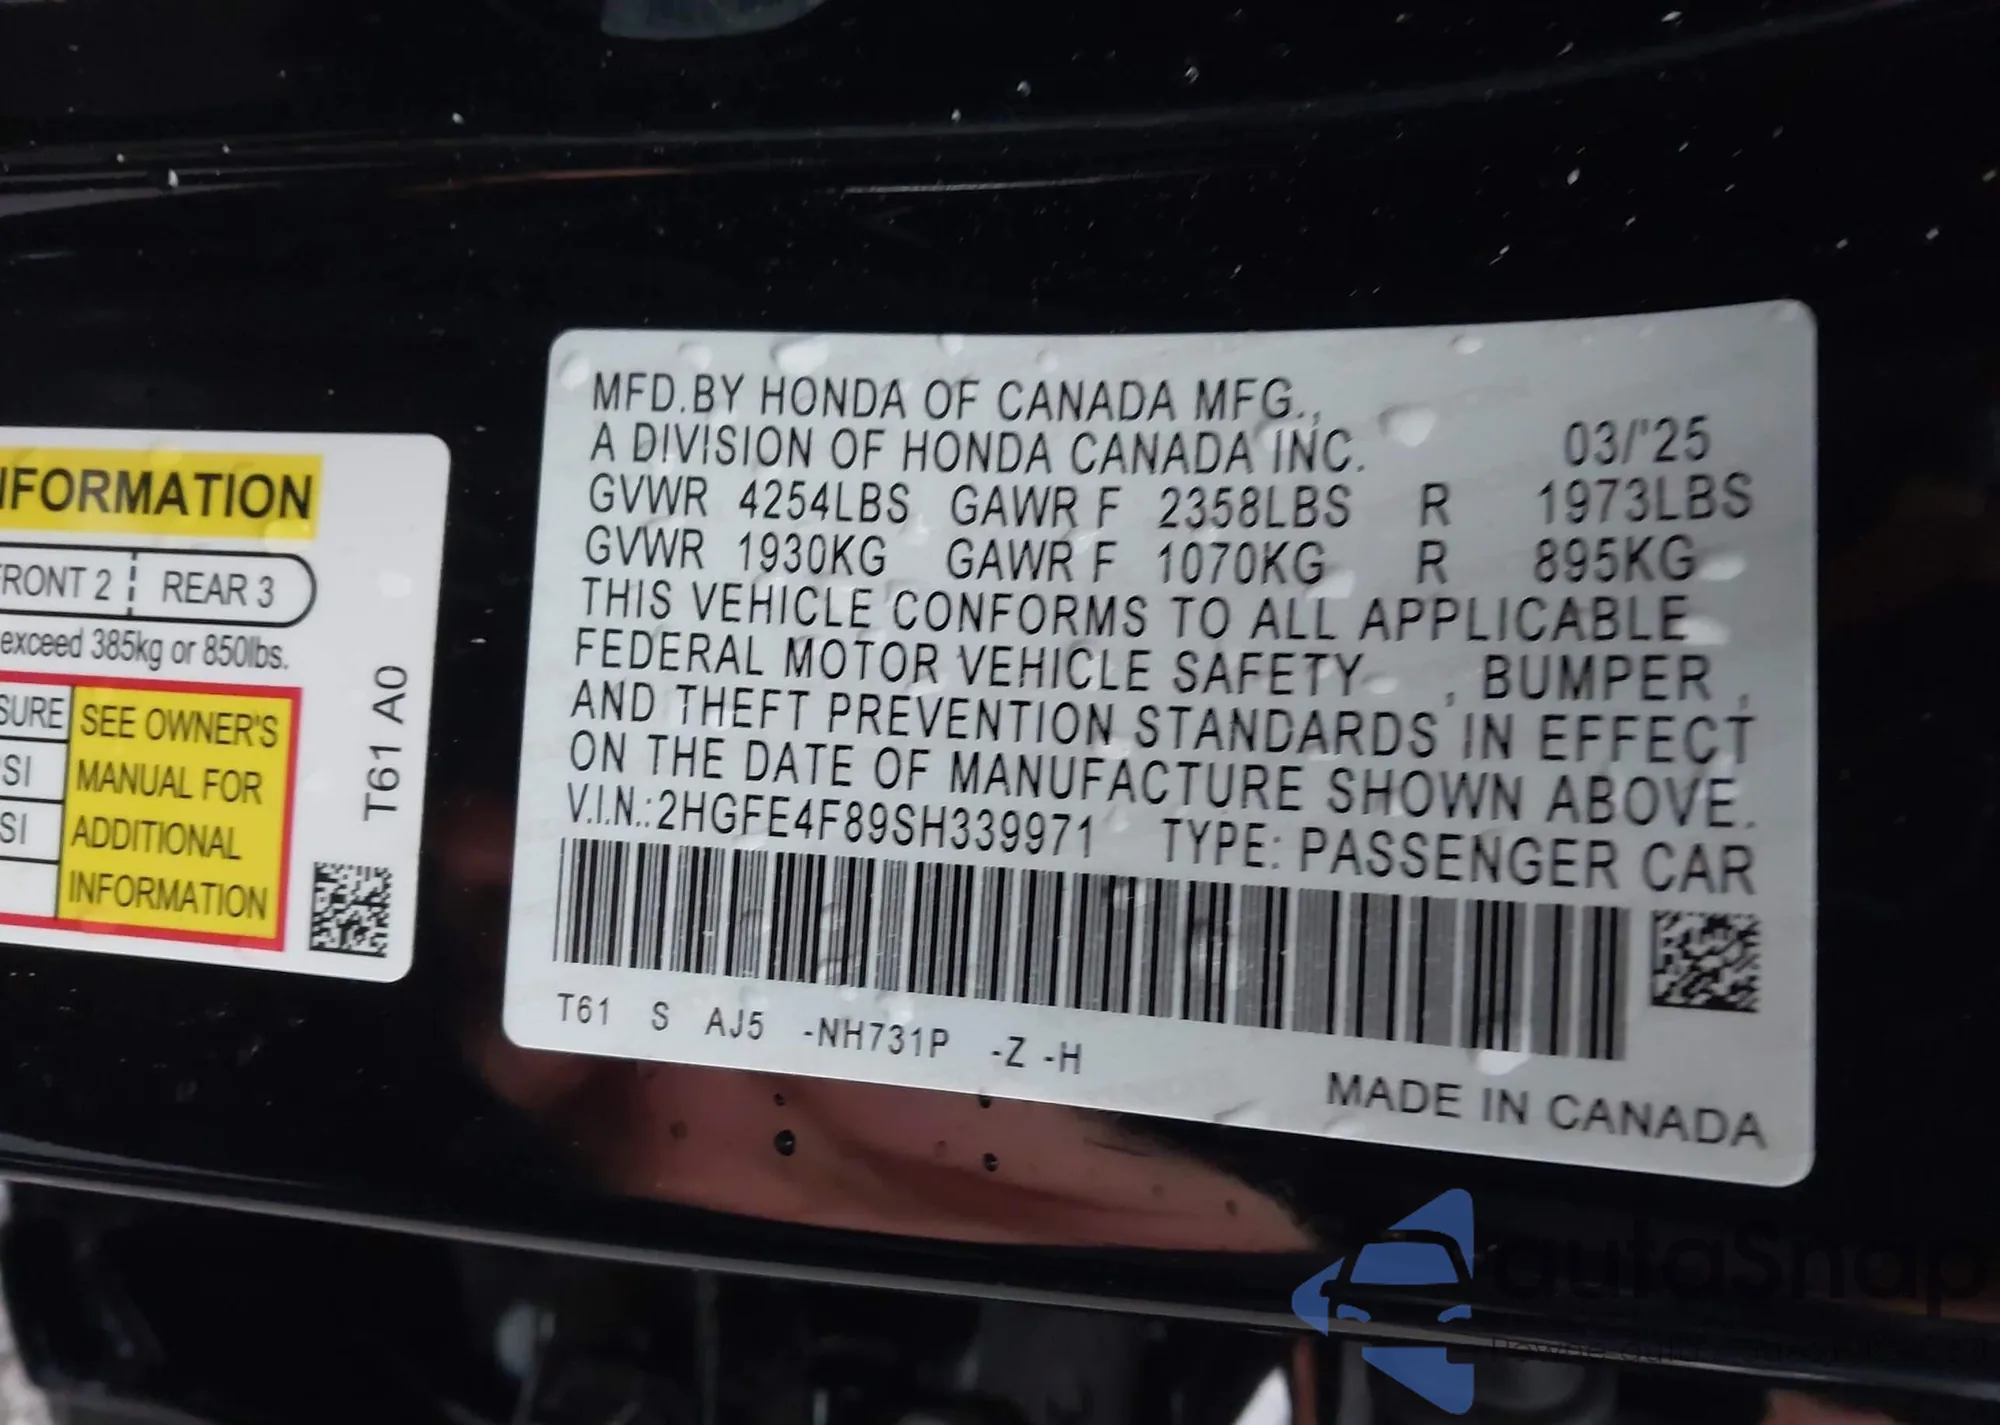 INFORMATION
FRONT 2 REAR 3
exceed 385kg or 850lbs.
SEE OWNER'S
MANUAL FOR
ADDITIONAL
INFORMATION
T61 A0
MFD.BY HONDA OF CANADA MFG.,
A DIVISION OF HONDA CANADA INC. 03/'25
GVWR 4254LBS GAWR F 2358LBS R 1973LBS
GVWR 1930KG GAWR F 1070KG R 895KG
THIS VEHICLE CONFORMS TO ALL APPLICABLE
FEDERAL MOTOR VEHICLE SAFETY , BUMPER ,
AND THEFT PREVENTION STANDARDS IN EFFECT
ON THE DATE OF MANUFACTURE SHOWN ABOVE.
V.I.N.:2HGFE4F89SH339971 TYPE: PASSENGER CAR
T61 S AJ5 -NH731P -Z -H
MADE IN CANADA
autaSnap